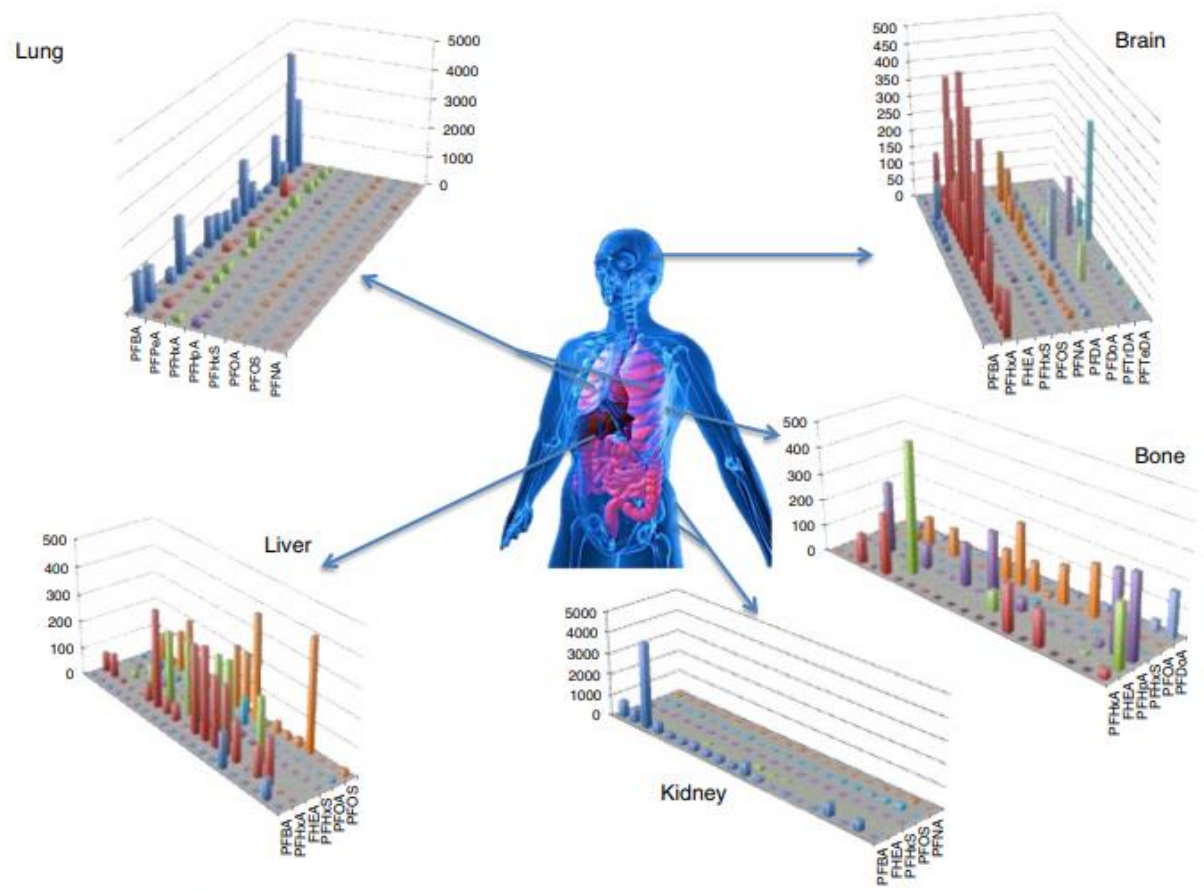 Lung
5000
4000
3000
2000
1000
0
PFBA
PFPeA
PFHxA
PFHpA
PFHxS
PFOA
PFOS
PFNA
Brain
500
450
400
350
300
250
200
150
100
50
0
PFBA
PFHxA
FHEA
PFHxS
PFOS
PFNA
PFDA
PFDoA
PFTrDA
PFTeDA
Bone
500
400
300
200
100
0
PFHxA
FHEA
PFHpA
PFHxS
PFOA
PFDoA
Liver
500
400
300
200
100
0
PFBA
PFHxA
FHEA
PFHxS
PFOA
PFOS
Kidney
5000
4000
3000
2000
1000
0
PFBA
FHEA
PFHxS
PFOS
PFNA